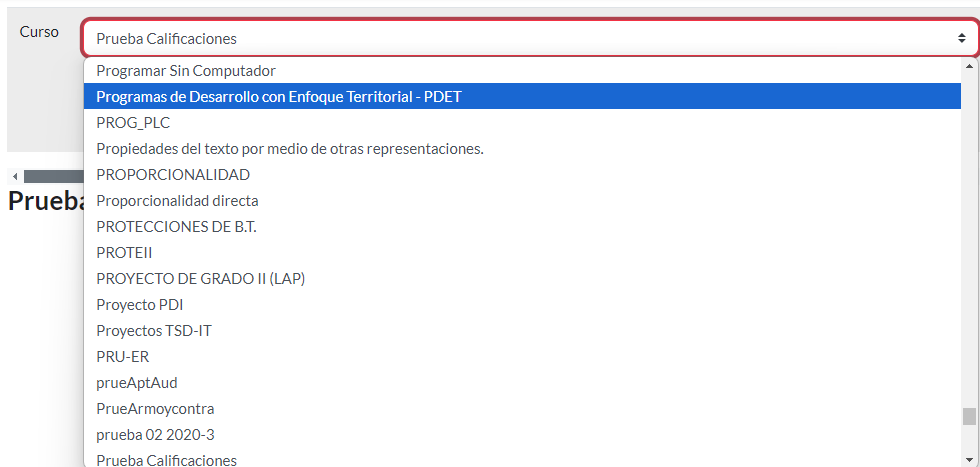 Curso
Prueba Calificaciones
Programar Sin Computador
Programas de Desarrollo con Enfoque Territorial - PDET
PROG_PLC
Propiedades del texto por medio de otras representaciones.
PROPORCIONALIDAD
Prueba
Proporcionalidad directa
PROTECCIONES DE B.T.
PROTEII
PROYECTO DE GRADO II (LAP)
Proyecto PDI
Proyectos TSD-IT
PRU-ER
prueAptAud
PrueArmoycontra
prueba 02 2020-3
Prueba Calificaciones